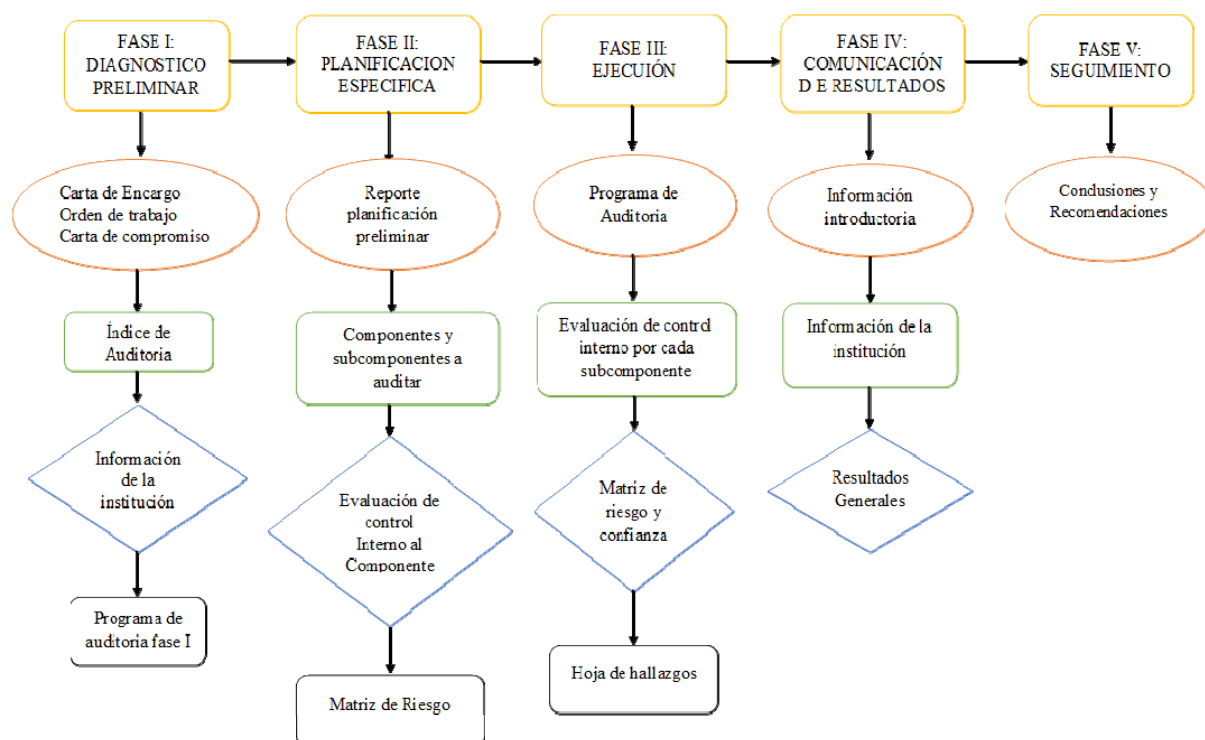 FASE I:
DIAGNOSTICO
PRELIMINAR
FASE II:
PLANIFICACION
ESPECIFICA
FASE III:
EJECUIÓN
FASE IV:
COMUNICACIÓN
D E RESULTADOS
FASE V:
SEGUIMIENTO
Carta de Encargo
Orden de trabajo
Carta de compromiso
Reporte
planificación
preliminar
Programa de
Auditoria
Información
introductoria
Conclusiones y
Recomendaciones
Índice de
Auditoria
Componentes y
subcomponentes a
auditar
Evaluación de control
interno por cada
subcomponente
Información de la
institución
Información
de la
institución
Evaluación de
control
Interno al
Componente
Matriz de
riesgo y
confianza
Resultados
Generales
Programa de
auditoria fase I
Matriz de Riesgo
Hoja de hallazgos